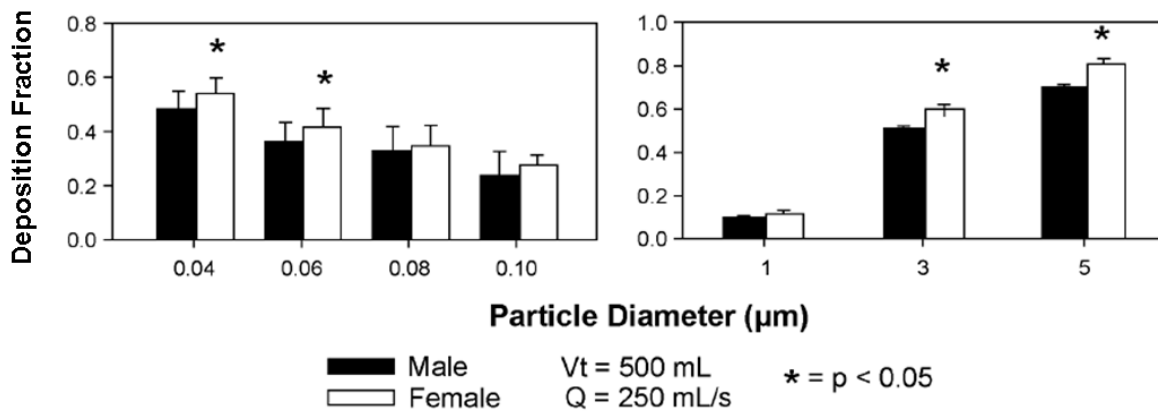 Deposition Fraction
0.8
0.6
0.4
0.2
0.0
* *
0.04 0.06 0.08 0.10
1.0
0.8
0.6
0.4
0.2
0.0
* *
1 3 5
Particle Diameter (µm)
Male Vt = 500 mL
Female Q = 250 mL/s
* = p < 0.05